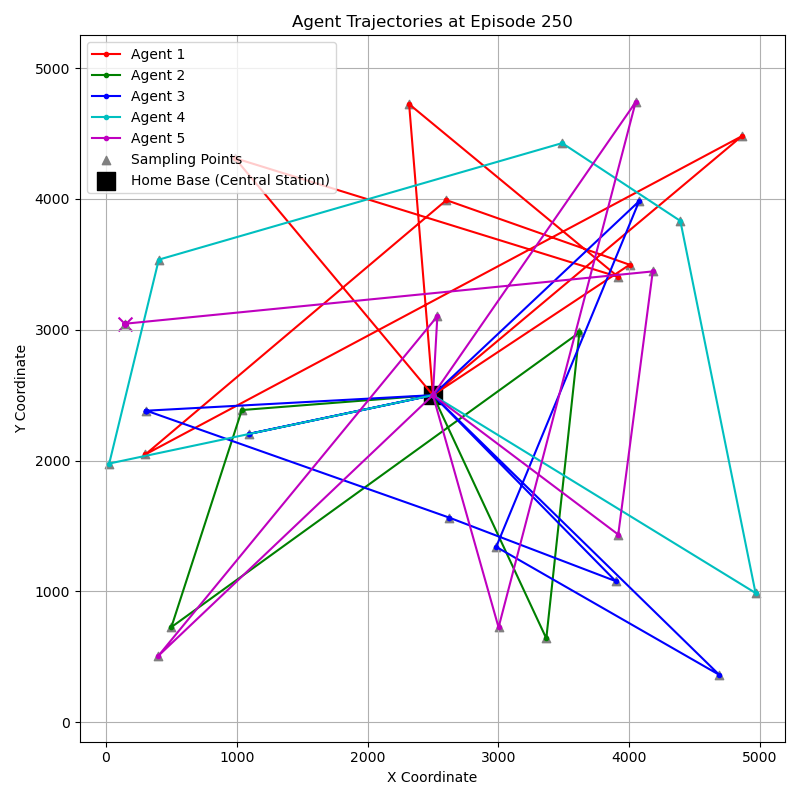 Agent Trajectories at Episode 250
Agent 1
Agent 2
Agent 3
Agent 4
Agent 5
Sampling Points
Home Base (Central Station)
5000
4000
3000
2000
1000
0
Y Coordinate
0 1000 2000 3000 4000 5000
X Coordinate